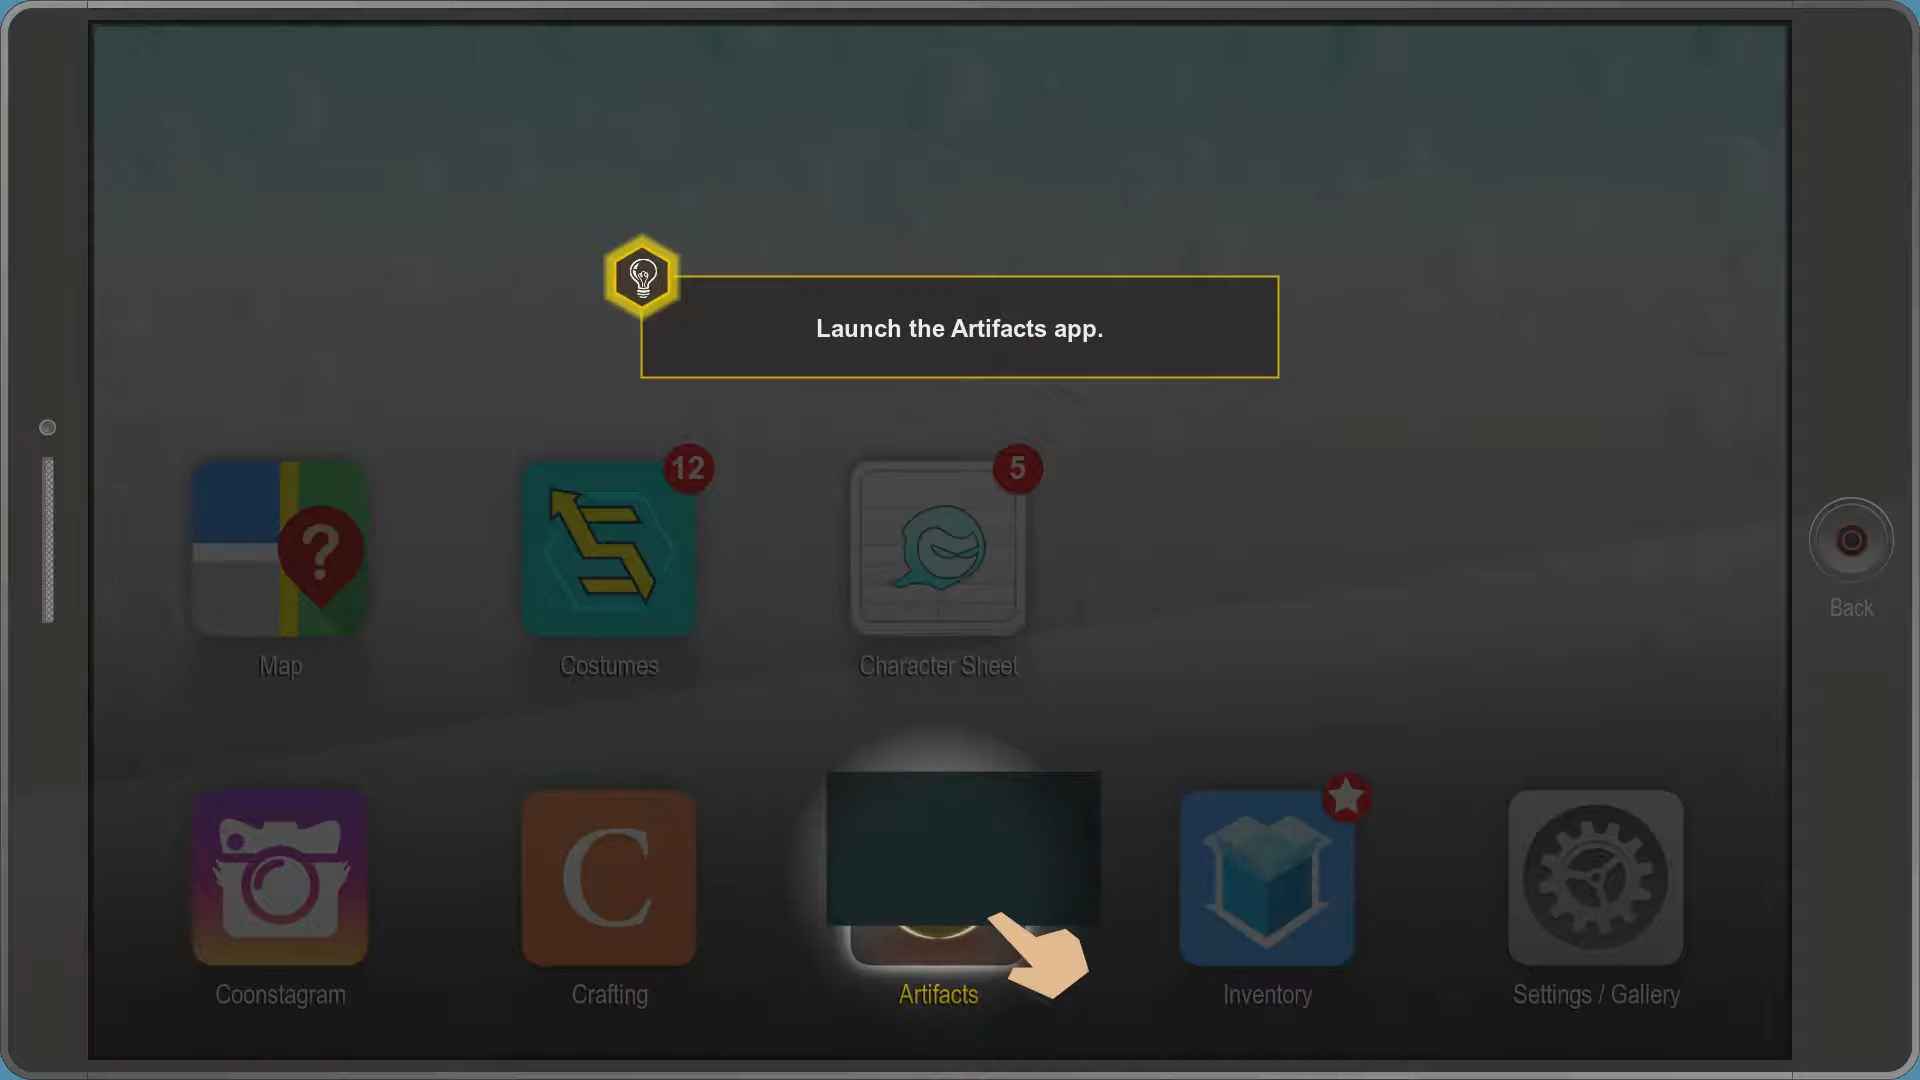 Launch the Artifacts app.
12
5
?
Back
Map
Costumes
Character Sheet
C
Coonstagram
Crafting
Artifacts
Inventory
Settings / Gallery